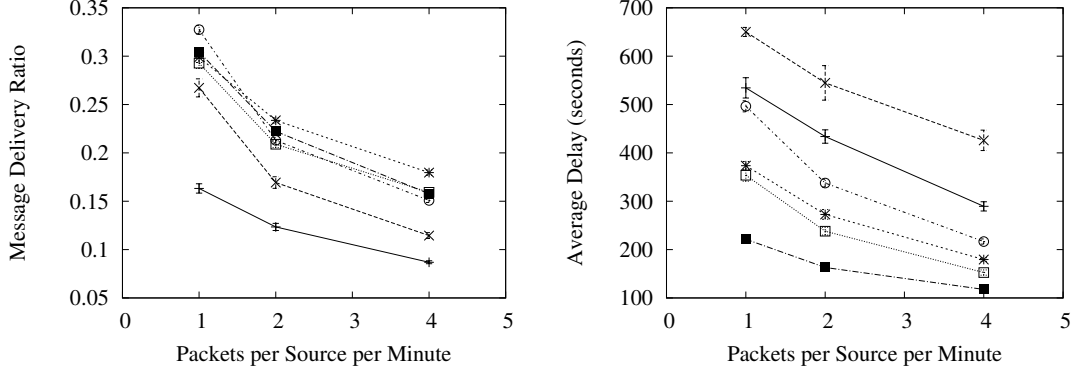 Message Delivery Ratio
0.35
0.3
0.25
0.2
0.15
0.1
0.05
0 1 2 3 4 5
Packets per Source per Minute
Average Delay (seconds)
700
600
500
400
300
200
100
0 1 2 3 4 5
Packets per Source per Minute